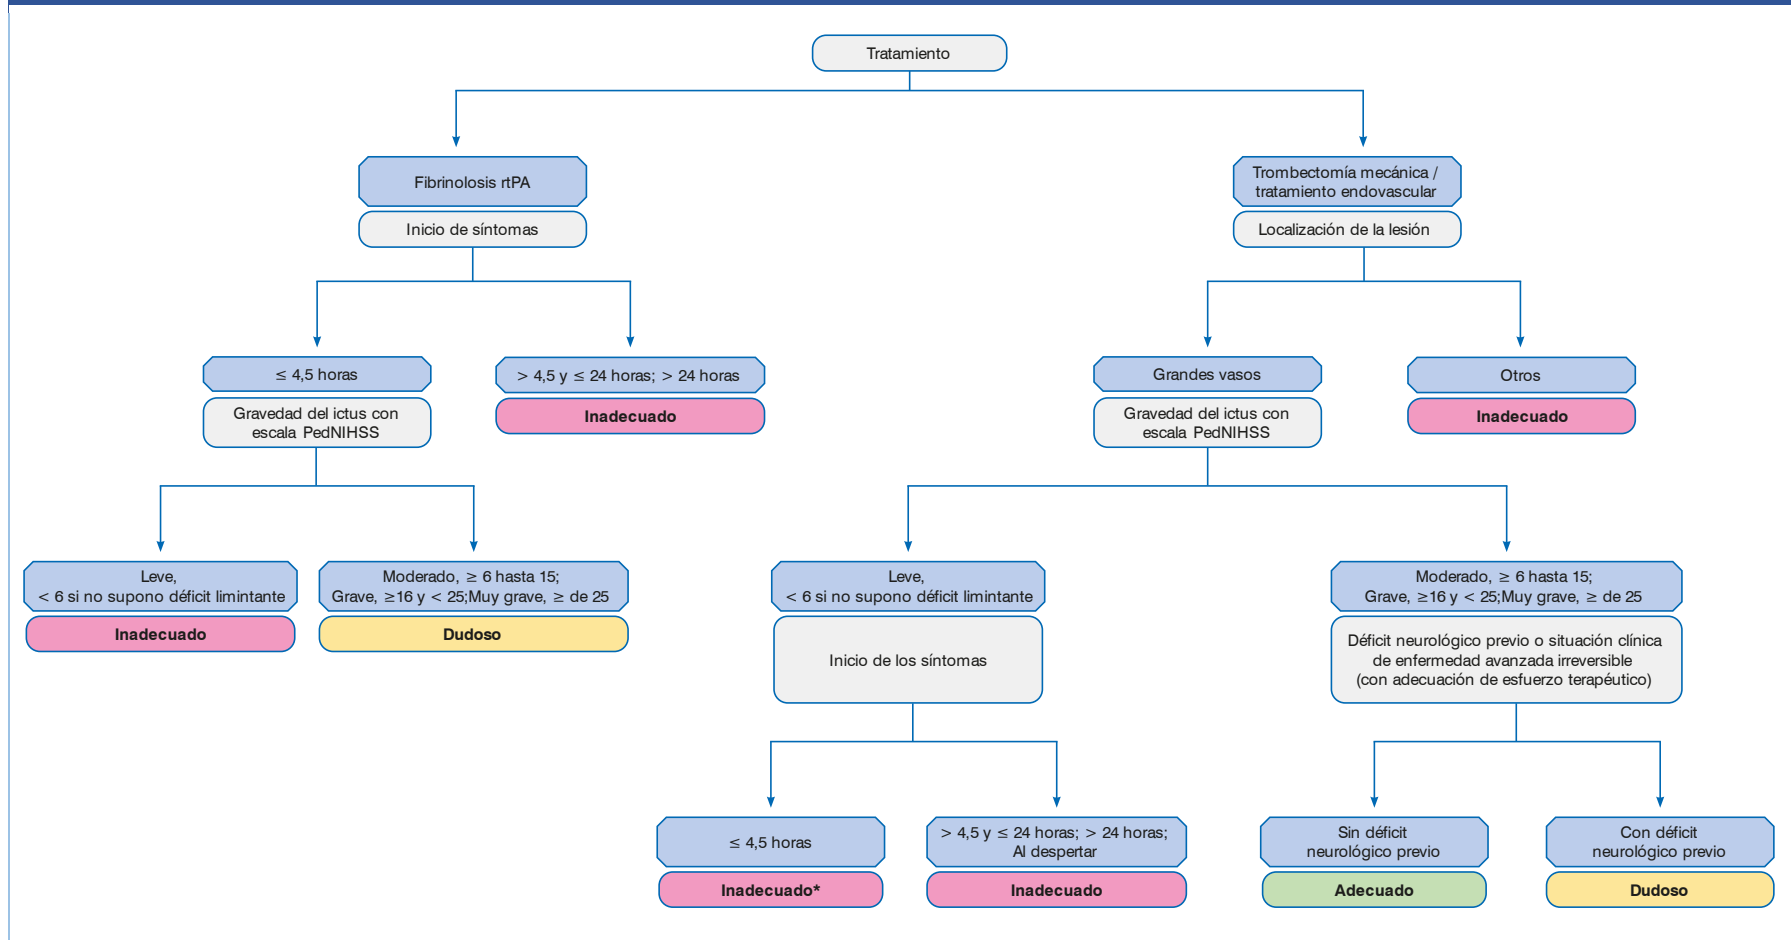 Tratamiento
Fibrinolosis rtPA
Inicio de síntomas
Trombectomía mecánica /
tratamiento endovascular
Localización de la lesión
≤ 4,5 horas
Gravedad del ictus con
escala PedNIHSS
> 4,5 y ≤ 24 horas; > 24 horas
Inadecuado
Grandes vasos
Gravedad del ictus con
escala PedNIHSS
Otros
Inadecuado
Leve,
< 6 si no supono déficit limintante
Inadecuado
Moderado, ≥ 6 hasta 15;
Grave, ≥16 y < 25;Muy grave, ≥ de 25
Dudoso
Leve,
< 6 si no supono déficit limintante
Inicio de los síntomas
Moderado, ≥ 6 hasta 15;
Grave, ≥16 y < 25;Muy grave, ≥ de 25
Déficit neurológico previo o situación clínica
de enfermedad avanzada irreversible
(con adecuación de esfuerzo terapéutico)
≤ 4,5 horas
Inadecuado*
> 4,5 y ≤ 24 horas; > 24 horas;
Al despertar
Inadecuado
Sin déficit
neurológico previo
Adecuado
Con déficit
neurológico previo
Dudoso